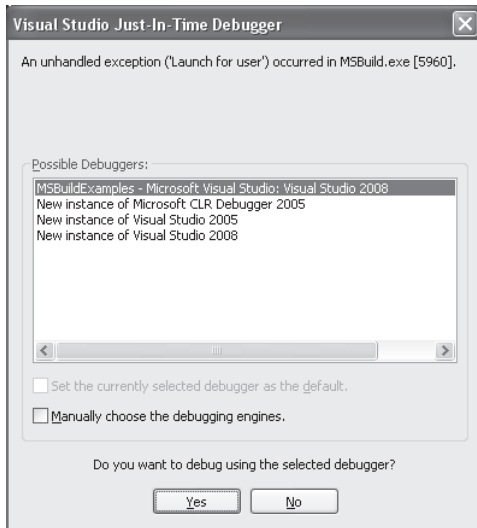 Visual Studio Just-In-Time Debugger
An unhandled exception ('Launch for user') occurred in MSBuild.exe [5960].
Possible Debuggers:
MSBuildExamples - Microsoft Visual Studio: Visual Studio 2008
New instance of Microsoft CLR Debugger 2005
New instance of Visual Studio 2005
New instance of Visual Studio 2008
Set the currently selected debugger as the default.
Manually choose the debugging engines.
Do you want to debug using the selected debugger?
Yes
No